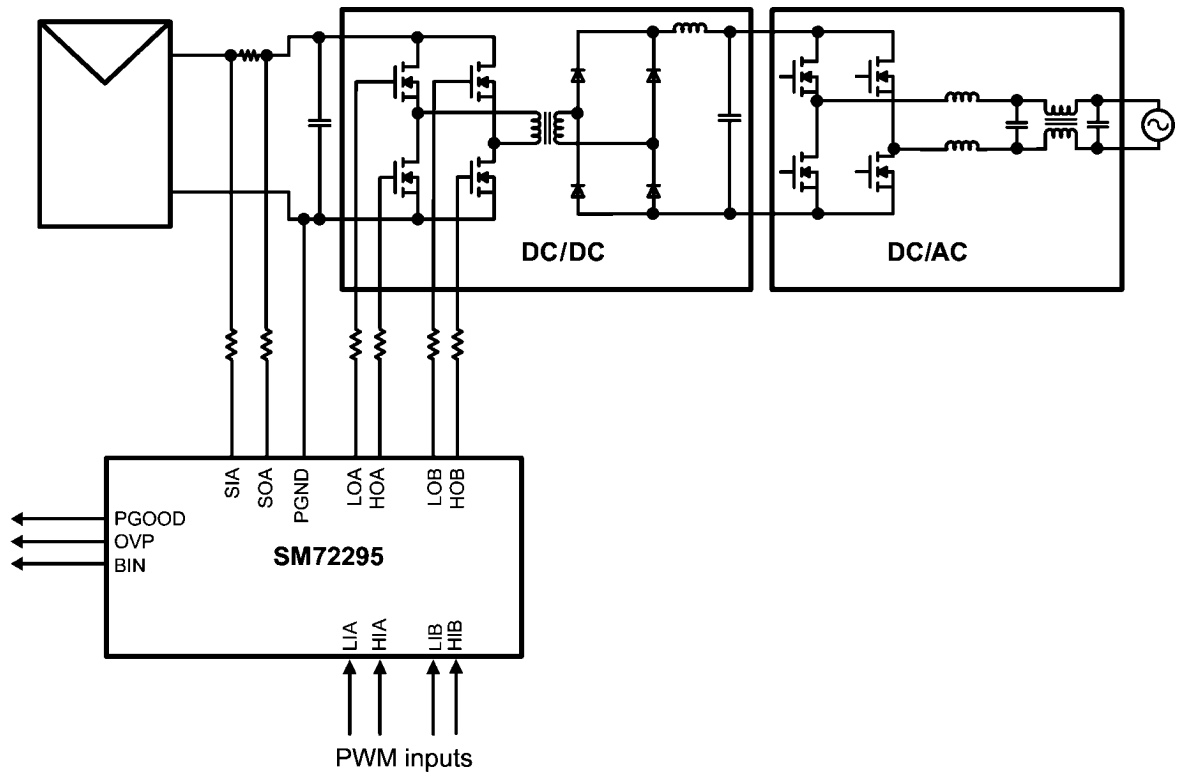 DC/DC
DC/AC
SIA
SOA
PGND
LOA
HOA
LOB
HOB
PGOOD
OVP
BIN
SM72295
LIA
HIA
LIB
HIB
PWM inputs